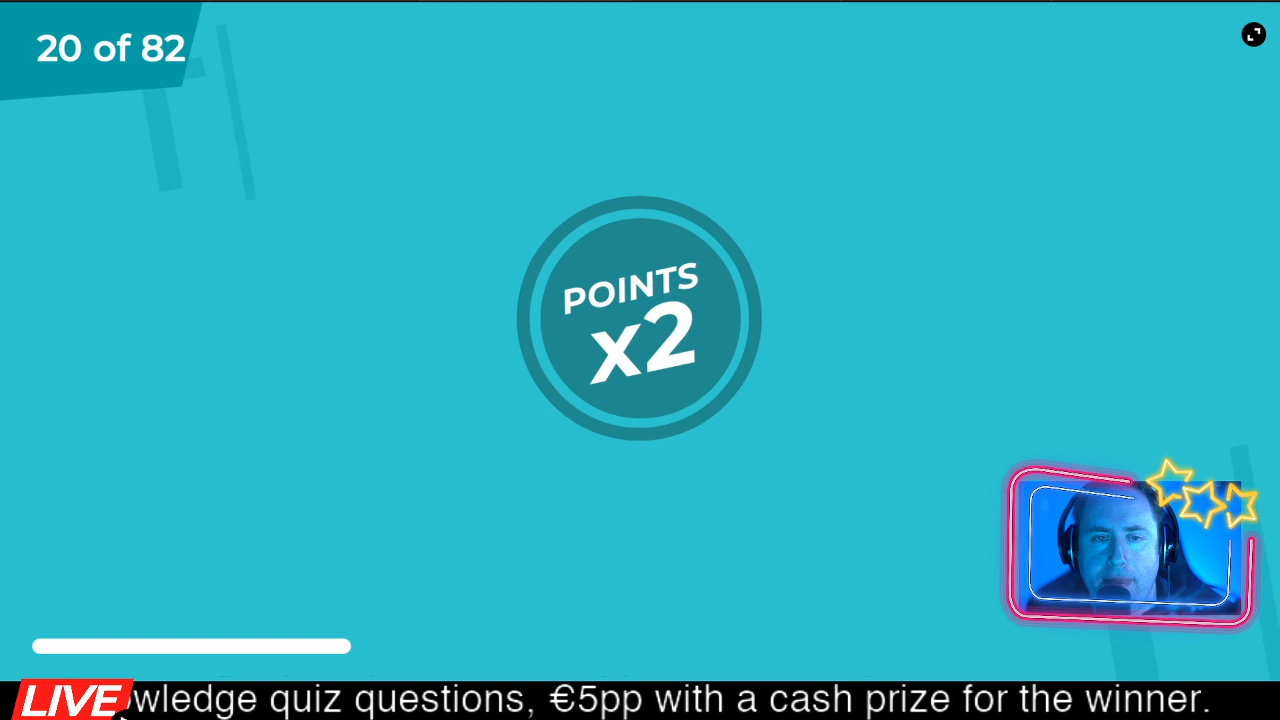 20 of 82
POINTS
x2
LIVE
wledge quiz questions, €5pp with a cash prize for the winner.